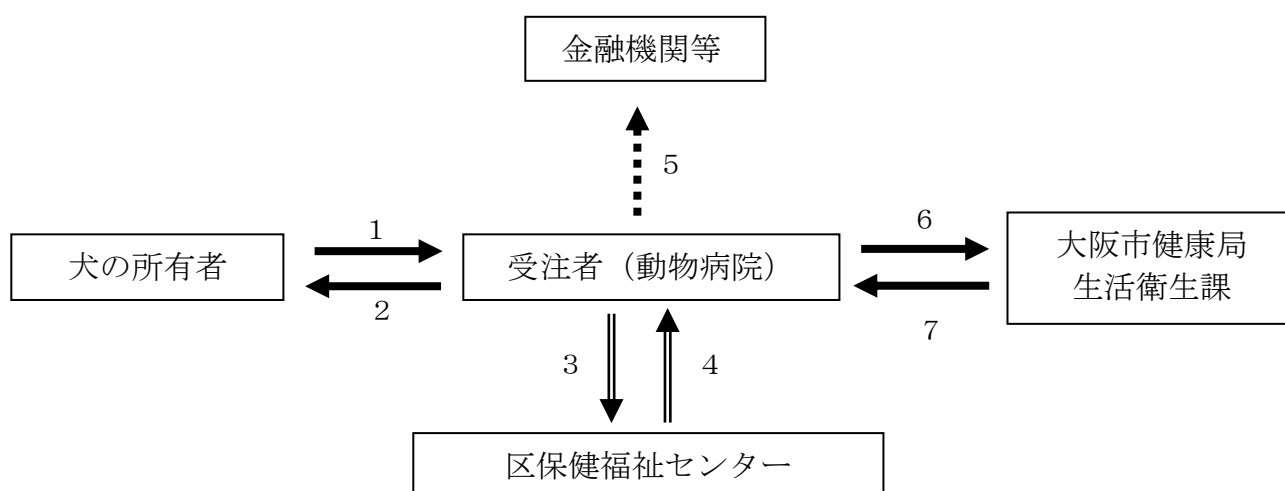 金融機関等
５
１
６
犬の所有者
受注者（動物病院）
大阪市健康局
生活衛生課
２
７
３
４
区保健福祉センター